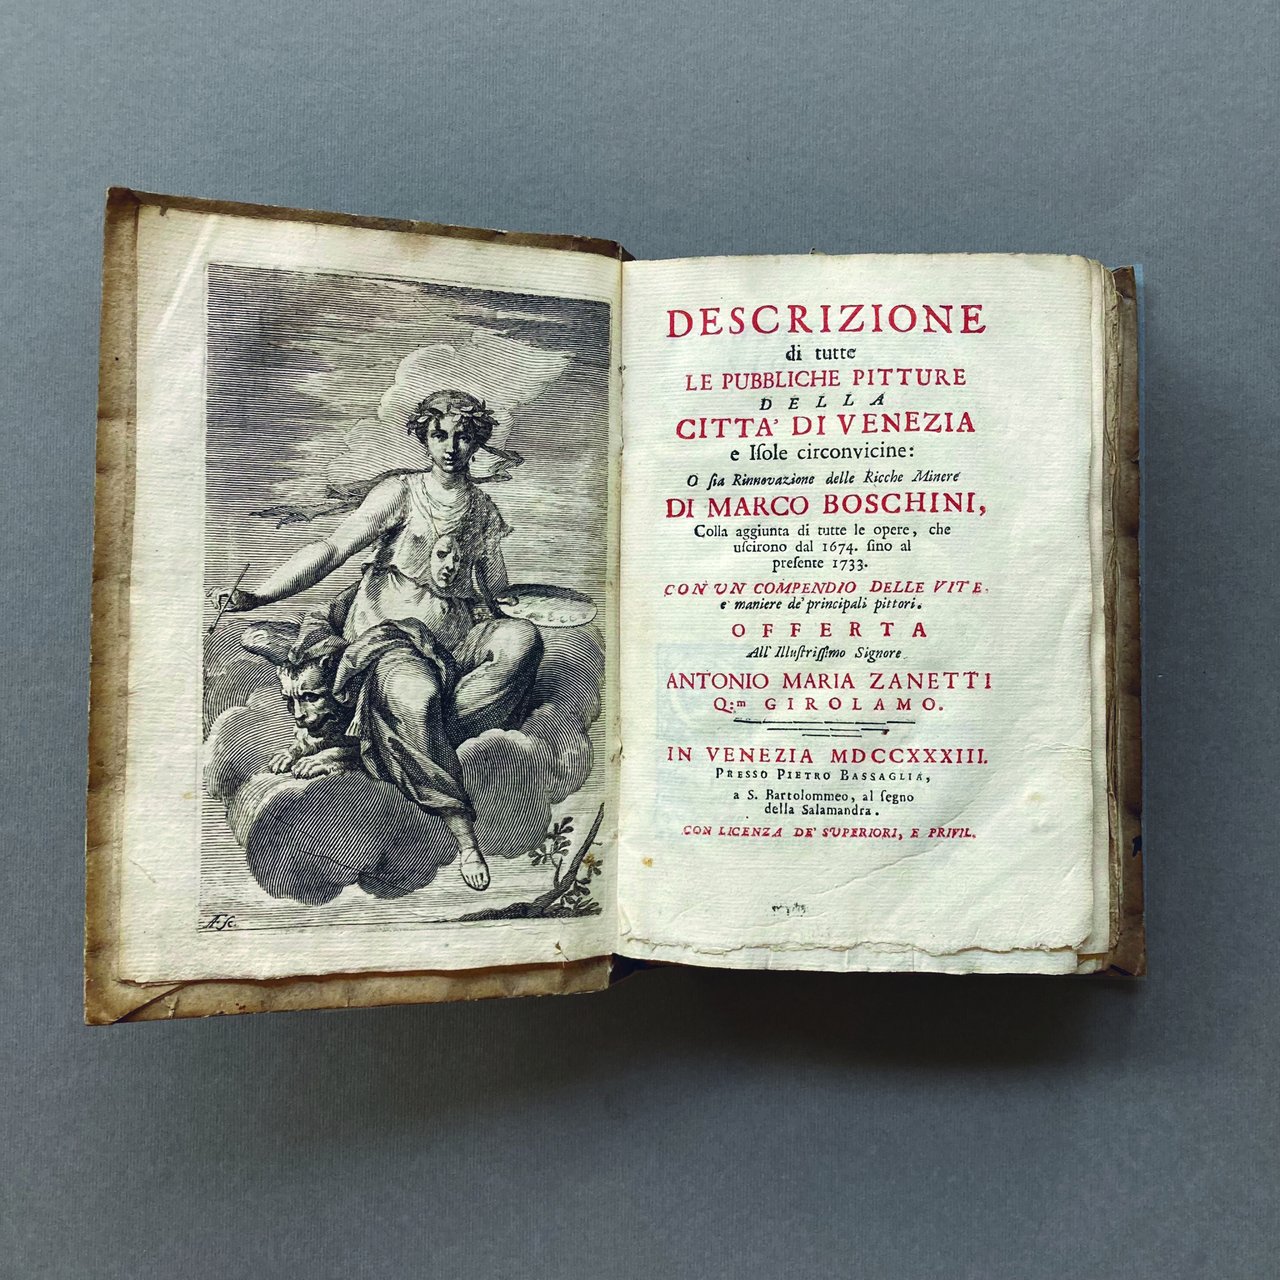 DESCRIZIONE
di tutte
LE PUBBLICHE PITTURE
DELLA
CITTA' DI VENEZIA
e Iſole circonvicine:
O ſia Rinnovazione delle Ricche Minere
DI MARCO BOSCHINI,
Colla aggiunta di tutte le opere, che
uſcirono dal 1674. ſino al
preſente 1733.
CON UN COMPENDIO DELLE VITE,
e maniere de' principali pittori.
OFFERTA
All' Illuſtriſſimo Signore
ANTONIO MARIA ZANETTI
Q:m GIROLAMO.
IN VENEZIA MDCCXXXIII.
PRESSO PIETRO BASSAGLIA,
a S. Bartolommeo, al ſegno
della Salamandra.
CON LICENZA DE' SUPERIORI, E PRIVIL.